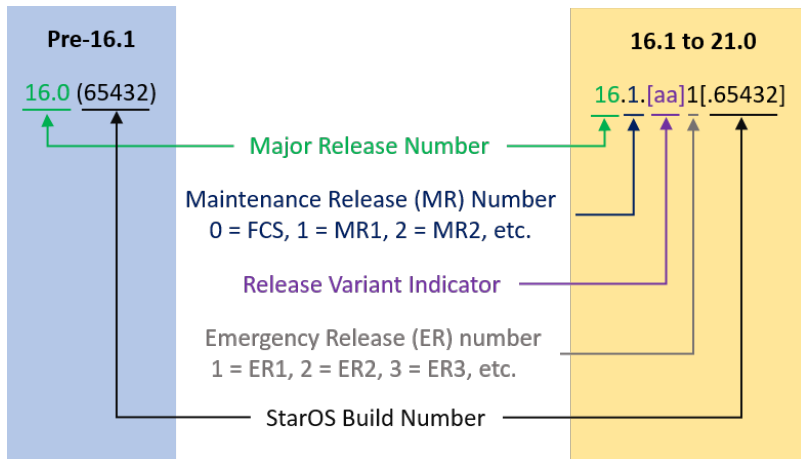 Pre-16.1
16.1 to 21.0
16.0 (65432)
16.1.[aa]1[.65432]
Major Release Number
Maintenance Release (MR) Number
0 = FCS, 1 = MR1, 2 = MR2, etc.
Release Variant Indicator
Emergency Release (ER) number
1 = ER1, 2 = ER2, 3 = ER3, etc.
StarOS Build Number